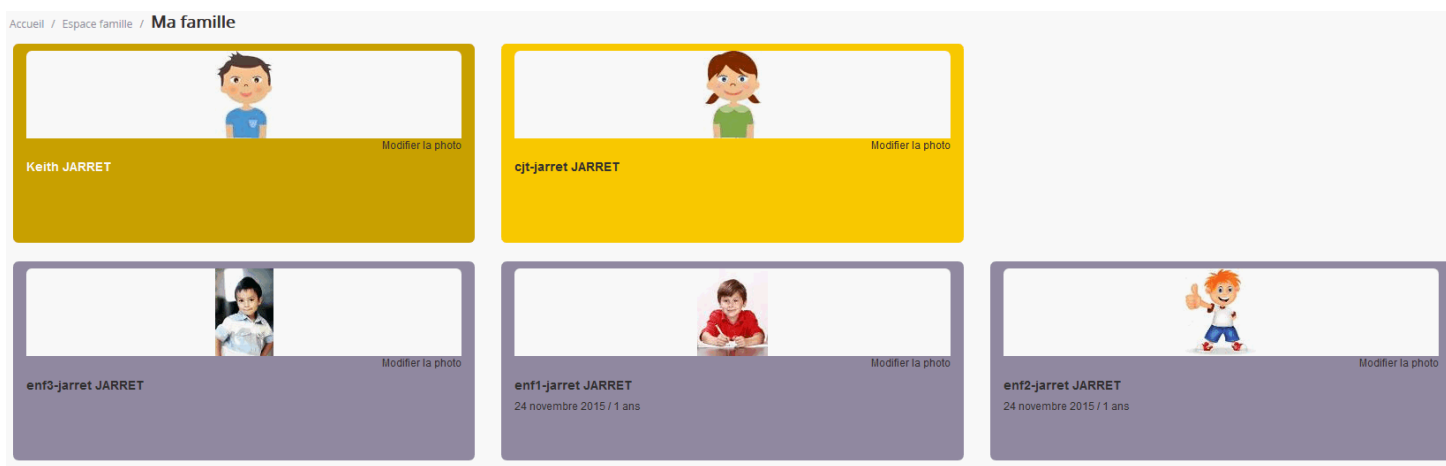 Accueil / Espace famille / Ma famille
Modifier la photo
Keith JARRET
Modifier la photo
cjt-jarret JARRET
Modifier la photo
enf3-jarret JARRET
Modifier la photo
enf1-jarret JARRET
24 novembre 2015 / 1 ans
Modifier la photo
enf2-jarret JARRET
24 novembre 2015 / 1 ans